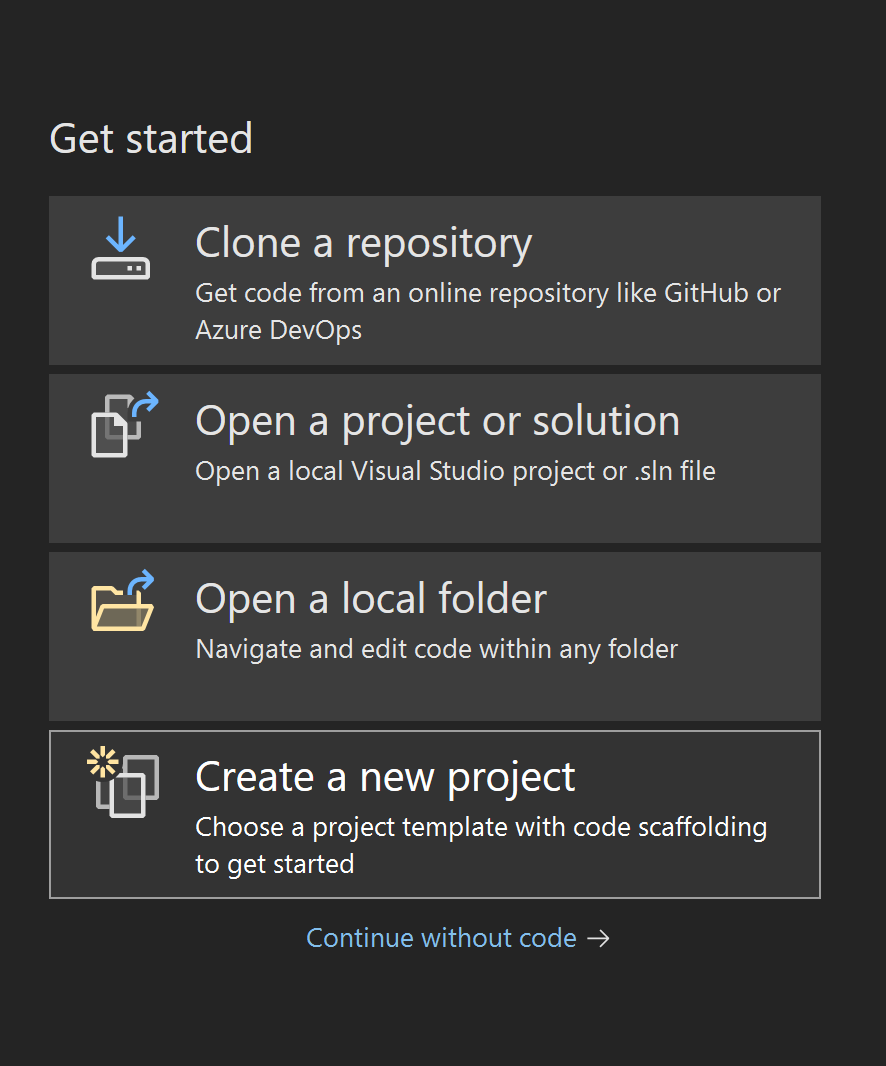 Get started
Clone a repository
Get code from an online repository like GitHub or
Azure DevOps
Open a project or solution
Open a local Visual Studio project or .sln file
Open a local folder
Navigate and edit code within any folder
Create a new project
Choose a project template with code scaffolding
to get started
Continue without code →